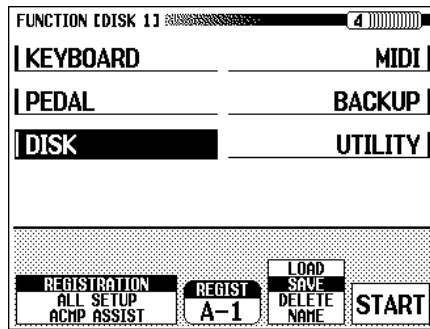 FUNCTION [DISK 1] 4
KEYBOARD MIDI
PEDAL BACKUP
DISK UTILITY
REGISTRATION
ALL SETUP
ACMP ASSIST
REGIST
A-1
LOAD
SAVE
DELETE
NAME
START